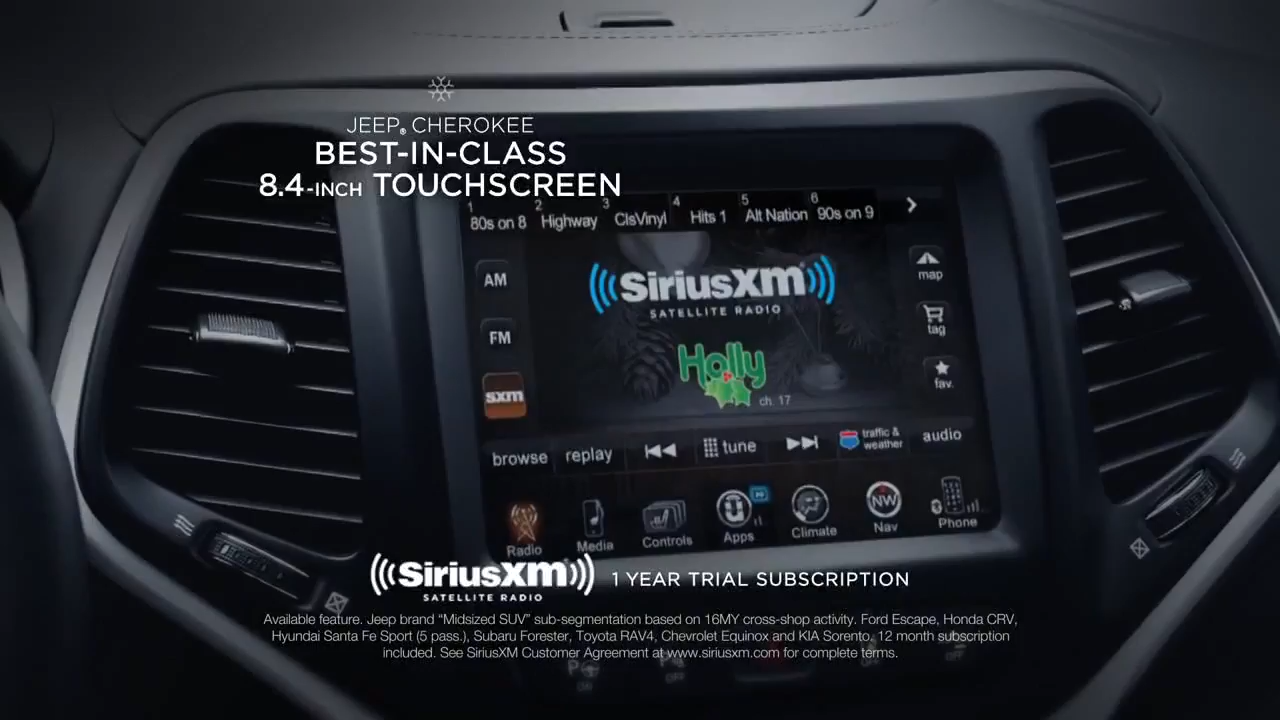 JEEP® CHEROKEE
BEST-IN-CLASS
8.4-INCH TOUCHSCREEN
1 80s on 8 2 Highway 3 ClsVinyl 4 Hits 1 5 Alt Nation 6 90s on 9
AM
SiriusXM
SATELLITE RADIO
map
FM
tag
Holly
ch. 17
sxm
fav.
browse replay tune traffic & weather audio
Radio Media Controls Apps Climate NW Nav Phone
SiriusXM
SATELLITE RADIO
1 YEAR TRIAL SUBSCRIPTION
Available feature. Jeep brand “Midsized SUV” sub-segmentation based on 16MY cross-shop activity. Ford Escape, Honda CRV,
Hyundai Santa Fe Sport (5 pass.), Subaru Forester, Toyota RAV4, Chevrolet Equinox and KIA Sorento. 12 month subscription
included. See SiriusXM Customer Agreement at www.siriusxm.com for complete terms.
OFF